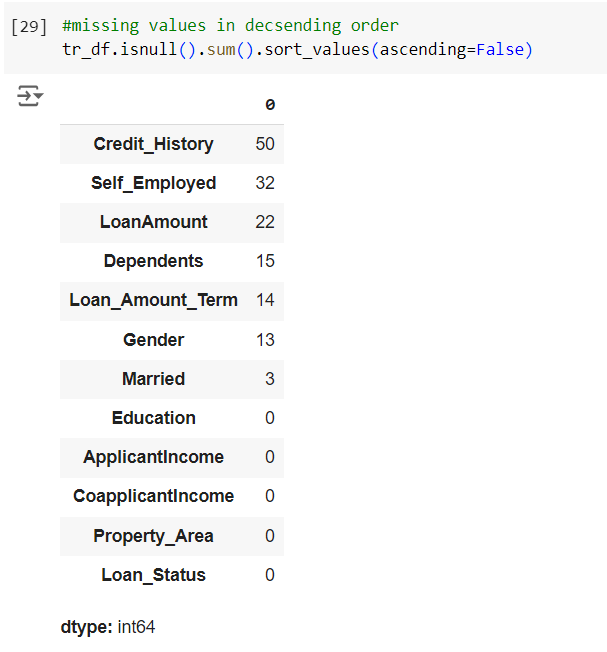 [29] #missing values in decsending order
tr_df.isnull().sum().sort_values(ascending=False)
0
Credit_History 50
Self_Employed 32
LoanAmount 22
Dependents 15
Loan_Amount_Term 14
Gender 13
Married 3
Education 0
ApplicantIncome 0
CoapplicantIncome 0
Property_Area 0
Loan_Status 0
dtype: int64